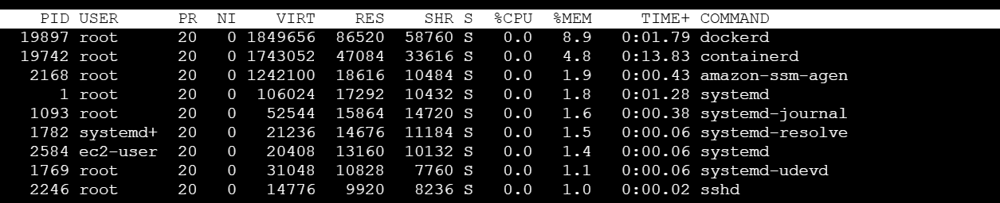 PID USER PR NI VIRT RES SHR S %CPU %MEM TIME+ COMMAND
19897 root 20 0 1849656 86520 58760 S 0.0 8.9 0:01.79 dockerd
19742 root 20 0 1743052 47084 33616 S 0.0 4.8 0:13.83 containerd
2168 root 20 0 1242100 18616 10484 S 0.0 1.9 0:00.43 amazon-ssm-agen
1 root 20 0 106024 17292 10432 S 0.0 1.8 0:01.28 systemd
1093 root 20 0 52544 15864 14720 S 0.0 1.6 0:00.38 systemd-journal
1782 systemd+ 20 0 21236 14676 11184 S 0.0 1.5 0:00.06 systemd-resolve
2584 ec2-user 20 0 20408 13160 10132 S 0.0 1.4 0:00.06 systemd
1769 root 20 0 31048 10828 7760 S 0.0 1.1 0:00.06 systemd-udevd
2246 root 20 0 14776 9920 8236 S 0.0 1.0 0:00.02 sshd